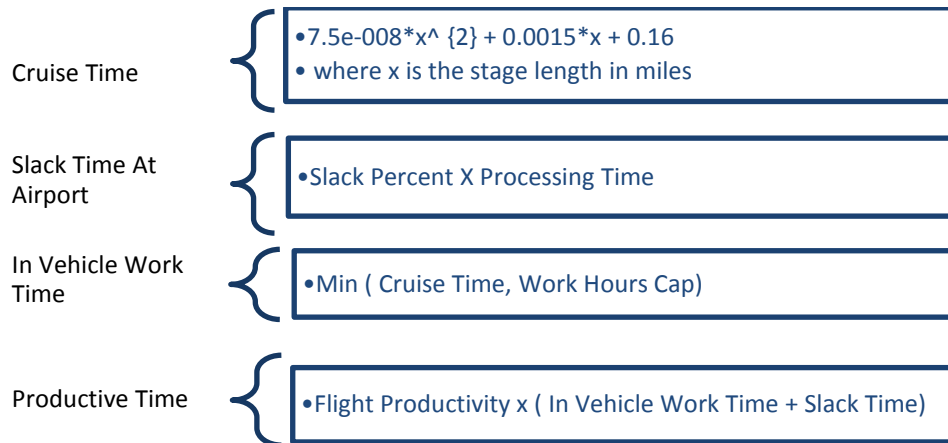 Cruise Time
•7.5e-008*x^ {2} + 0.0015*x + 0.16
• where x is the stage length in miles
Slack Time At
Airport
•Slack Percent X Processing Time
In Vehicle Work
Time
•Min ( Cruise Time, Work Hours Cap)
Productive Time
•Flight Productivity x ( In Vehicle Work Time + Slack Time)